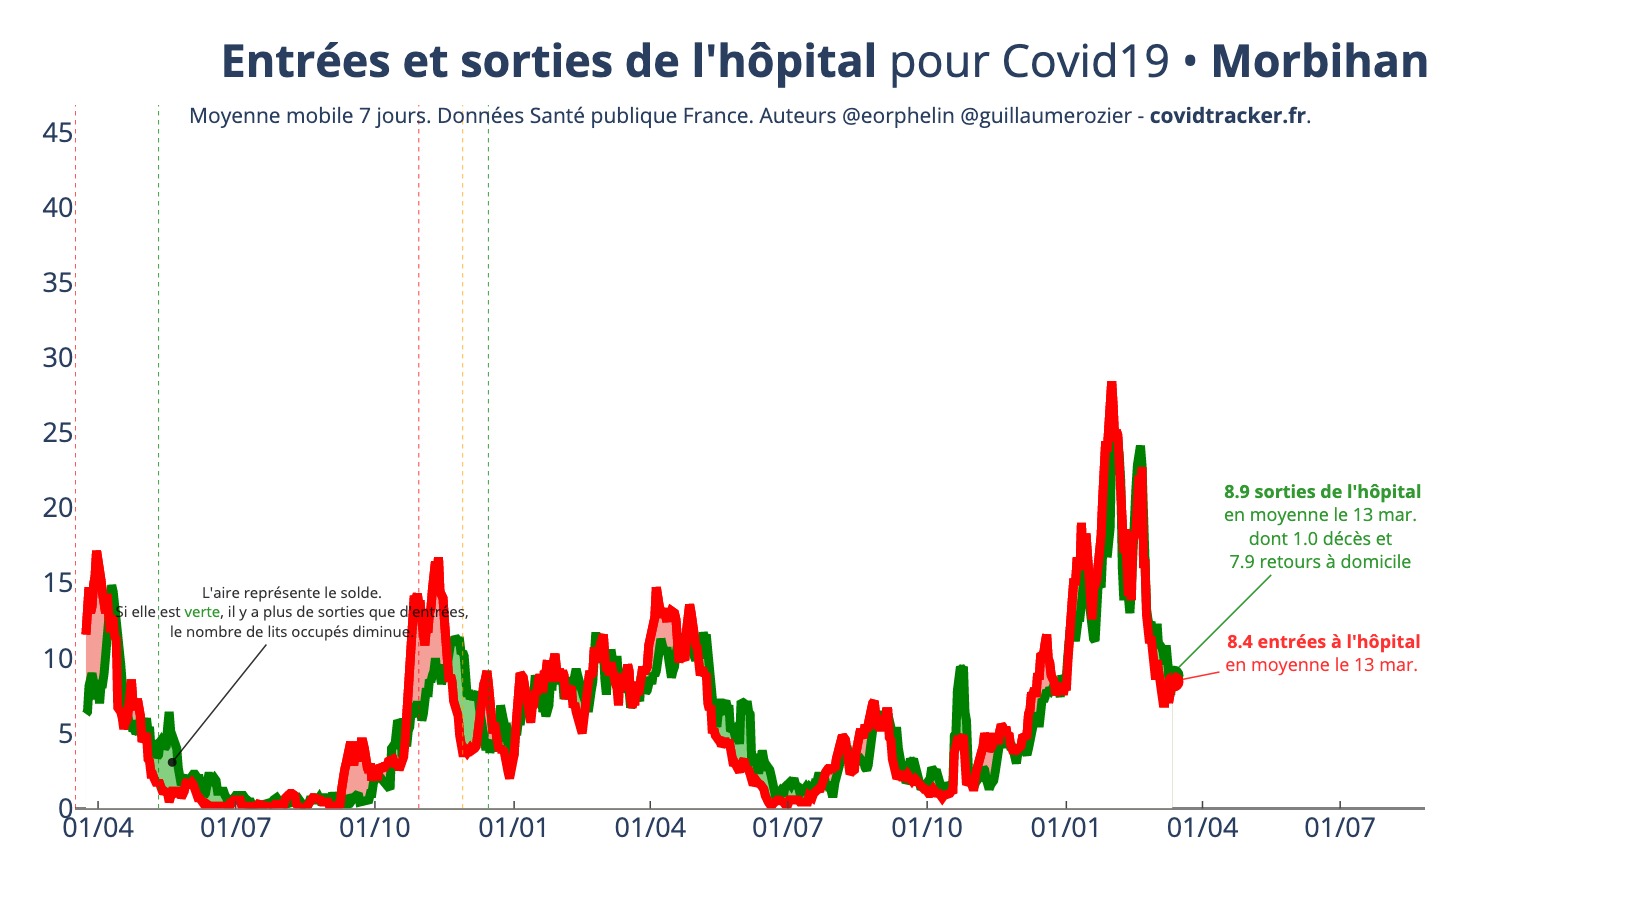 Entrées et sorties de l'hôpital pour Covid19 • Morbihan
Moyenne mobile 7 jours. Données Santé publique France. Auteurs @eorphelin @guillaumerozier - covidtracker.fr.
45
40
35
30
25
20
15
10
5
0
L'aire représente le solde.
Si elle est verte, il y a plus de sorties que d'entrées,
le nombre de lits occupés diminue.
8.9 sorties de l'hôpital
en moyenne le 13 mar.
dont 1.0 décès et
7.9 retours à domicile
8.4 entrées à l'hôpital
en moyenne le 13 mar.
01/04 01/07 01/10 01/01 01/04 01/07 01/10 01/01 01/04 01/07